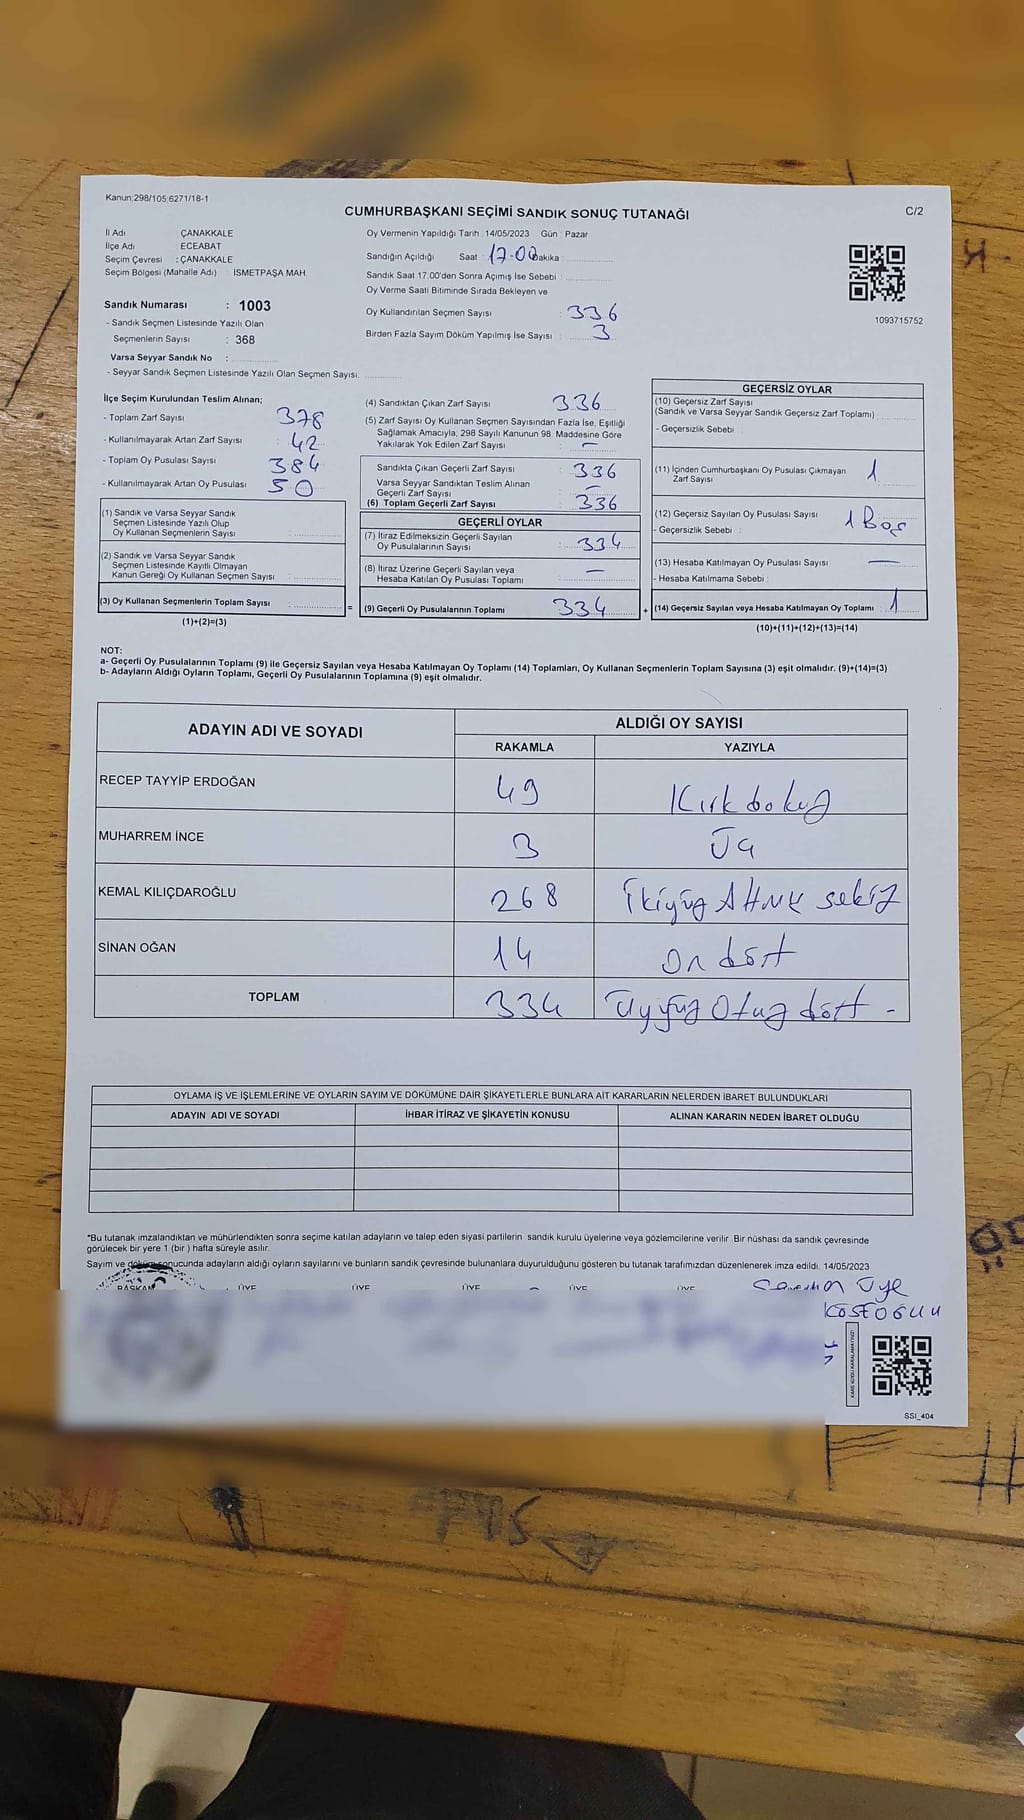 Kanun;298/105;6271/18-1
CUMHURBAŞKANI SEÇİMİ SANDIK SONUÇ TUTANAĞI
C/2
İl Adı ÇANAKKALE
İlçe Adı : ECEABAT
Seçim Çevresi : ÇANAKKALE
Seçim Bölgesi (Mahalle Adı) : İSMETPAŞA MAH.
Sandık Numarası : 1003
- Sandık Seçmen Listesinde Yazılı Olan
Seçmenlerin Sayısı : 368
Varsa Seyyar Sandık No :
- Seyyar Sandık Seçmen Listesinde Yazılı Olan Seçmen Sayısı:
Oy Vermenin Yapıldığı Tarih : 14/05/2023 Gün : Pazar
Sandığın Açıldığı Saat 17.00 Dakika :
Sandık Saat 17.00'den Sonra Açımış İse Sebebi :
Oy Verme Saati Bitiminde Sırada Bekleyen ve
Oy Kullandırılan Seçmen Sayısı : 336
Birden Fazla Sayım Döküm Yapılmış İse Sayısı : 3
1093715752
İlçe Seçim Kurulundan Teslim Alınan;
- Toplam Zarf Sayısı 378
- Kullanılmayarak Artan Zarf Sayısı : 42
- Toplam Oy Pusulası Sayısı 384
- Kullanılmayarak Artan Oy Pusulası 50
(1) Sandık ve Varsa Seyyar Sandık
Seçmen Listesinde Yazılı Olup
Oy Kullanan Seçmenlerin Sayısı :
(2) Sandık ve Varsa Seyyar Sandık
Seçmen Listesinde Kayıtlı Olmayan
Kanun Gereği Oy Kullanan Seçmen Sayısı :
(3) Oy Kullanan Seçmenlerin Toplam Sayısı :
(1)+(2)=(3)
=
(4) Sandıktan Çıkan Zarf Sayısı : 336
(5) Zarf Sayısı Oy Kullanan Seçmen Sayısından Fazla İse, Eşitliği
Sağlamak Amacıyla; 298 Sayılı Kanunun 98. Maddesine Göre
Yakılarak Yok Edilen Zarf Sayısı : –
Sandıkta Çıkan Geçerli Zarf Sayısı : 336
Varsa Seyyar Sandıktan Teslim Alınan
Geçerli Zarf Sayısı : –
(6) Toplam Geçerli Zarf Sayısı : 336
GEÇERLİ OYLAR
(7) İtiraz Edilmeksizin Geçerli Sayılan
Oy Pusulalarının Sayısı : 334
(8) İtiraz Üzerine Geçerli Sayılan veya
Hesaba Katılan Oy Pusulası Toplamı : –
(9) Geçerli Oy Pusulalarının Toplamı : 334
+
GEÇERSİZ OYLAR
(10) Geçersiz Zarf Sayısı
(Sandık ve Varsa Seyyar Sandık Geçersiz Zarf Toplamı) :
- Geçersizlik Sebebi :
(11) İçinden Cumhurbaşkanı Oy Pusulası Çıkmayan
Zarf Sayısı : 1
(12) Geçersiz Sayılan Oy Pusulası Sayısı : 1 Boş
- Geçersizlik Sebebi :
(13) Hesaba Katılmayan Oy Pusulası Sayısı : –
- Hesaba Katılmama Sebebi :
(14) Geçersiz Sayılan veya Hesaba Katılmayan Oy Toplamı : 1
(10)+(11)+(12)+(13)=(14)
NOT:
a- Geçerli Oy Pusulalarının Toplamı (9) ile Geçersiz Sayılan veya Hesaba Katılmayan Oy Toplamı (14) Toplamları, Oy Kullanan Seçmenlerin Toplam Sayısına (3) eşit olmalıdır. (9)+(14)=(3)
b- Adayların Aldığı Oyların Toplamı, Geçerli Oy Pusulalarının Toplamına (9) eşit olmalıdır.
ADAYIN ADI VE SOYADI ALDIĞI OY SAYISI
RAKAMLA YAZIYLA
RECEP TAYYİP ERDOĞAN 49 Kırkdokuz
MUHARREM İNCE 3 Üç
KEMAL KILIÇDAROĞLU 268 İkiyüz Altmış sekiz
SİNAN OĞAN 14 On dört
TOPLAM 334 Üçyüz Otuz dört -
OYLAMA İŞ VE İŞLEMLERİNE VE OYLARIN SAYIM VE DÖKÜMÜNE DAİR ŞİKAYETLERLE BUNLARA AİT KARARLARIN NELERDEN İBARET BULUNDUKLARI
ADAYIN ADI VE SOYADI İHBAR İTİRAZ VE ŞİKAYETİN KONUSU ALINAN KARARIN NEDEN İBARET OLDUĞU
*Bu tutanak imzalandıktan ve mühürlendikten sonra seçime katılan adayların ve talep eden siyasi partilerin sandık kurulu üyelerine veya gözlemcilerine verilir. Bir nüshası da sandık çevresinde
görülecek bir yere 1 (bir ) hafta süreyle asılır.
Sayım ve döküm sonucunda adayların aldığı oyların sayılarını ve bunların sandık çevresinde bulunanlara duyurulduğunu gösteren bu tutanak tarafımızdan düzenlenerek imza edildi. 14/05/2023
BAŞKAN ÜYE ÜYE ÜYE ÜYE ÜYE
Üye
KARE KODU KARALAMAYINIZ!
SSI_404